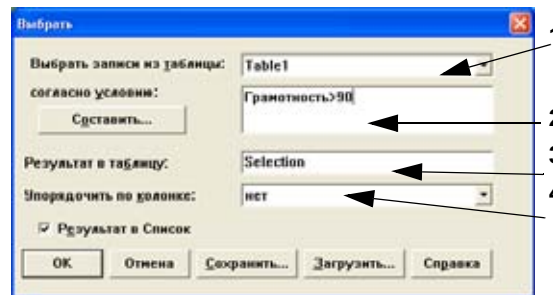 Выбрать
Выбрать записи из таблицы: Table1
согласно условию: Грамотность>90
Составить...
Результат в таблицу: Selection
Упорядочить по колонке: нет
Результат в Список
ОК Отмена Сохранить... Загрузить... Справка
1
2
3
4